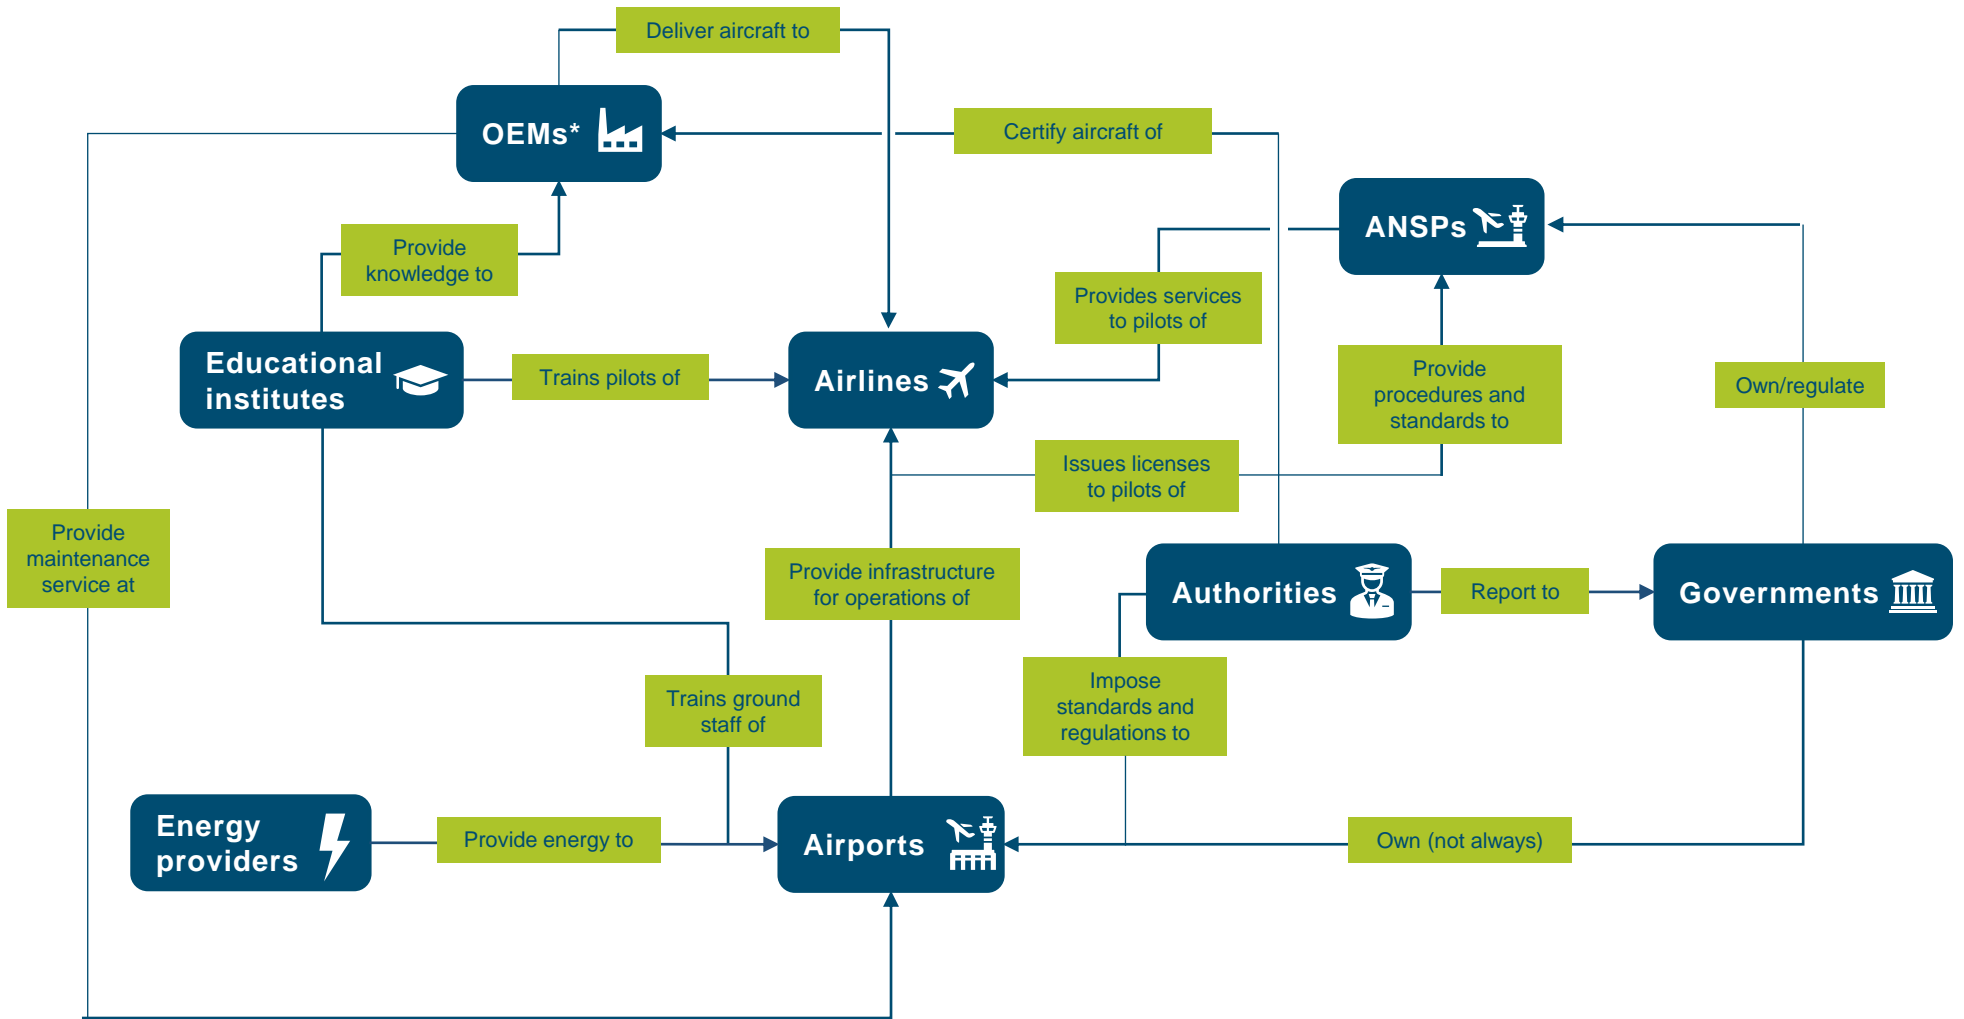 Deliver aircraft to
OEMs*
Certify aircraft of
ANSPs
Provide
knowledge to
Provides services
to pilots of
Educational
institutes
Trains pilots of
Airlines
Provide
procedures and
standards to
Own/regulate
Issues licenses
to pilots of
Provide
maintenance
service at
Provide infrastructure
for operations of
Authorities
Report to
Governments
Trains ground
staff of
Impose
standards and
regulations to
Energy
providers
Provide energy to
Airports
Own (not always)